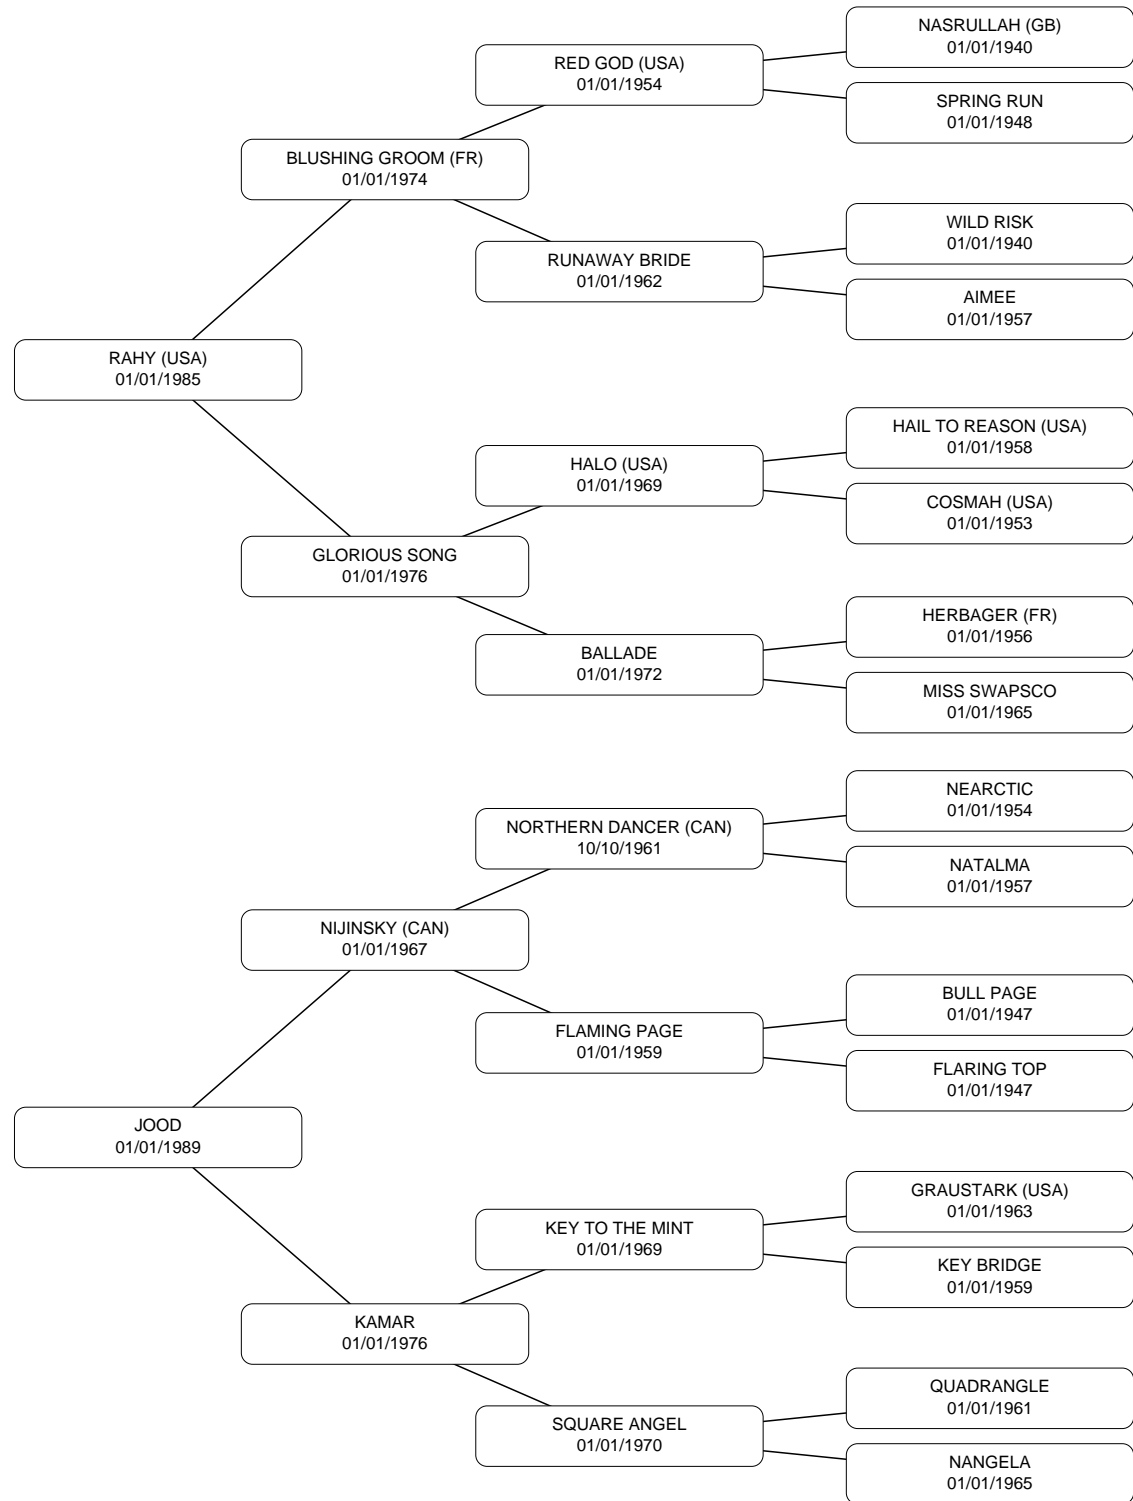 NASRULLAH (GB)
01/01/1940
RED GOD (USA)
01/01/1954
SPRING RUN
01/01/1948
BLUSHING GROOM (FR)
01/01/1974
WILD RISK
01/01/1940
RUNAWAY BRIDE
01/01/1962
AIMEE
01/01/1957
RAHY (USA)
01/01/1985
HAIL TO REASON (USA)
01/01/1958
HALO (USA)
01/01/1969
COSMAH (USA)
01/01/1953
GLORIOUS SONG
01/01/1976
HERBAGER (FR)
01/01/1956
BALLADE
01/01/1972
MISS SWAPSCO
01/01/1965
NEARCTIC
01/01/1954
NORTHERN DANCER (CAN)
10/10/1961
NATALMA
01/01/1957
NIJINSKY (CAN)
01/01/1967
BULL PAGE
01/01/1947
FLAMING PAGE
01/01/1959
FLARING TOP
01/01/1947
JOOD
01/01/1989
GRAUSTARK (USA)
01/01/1963
KEY TO THE MINT
01/01/1969
KEY BRIDGE
01/01/1959
KAMAR
01/01/1976
QUADRANGLE
01/01/1961
SQUARE ANGEL
01/01/1970
NANGELA
01/01/1965